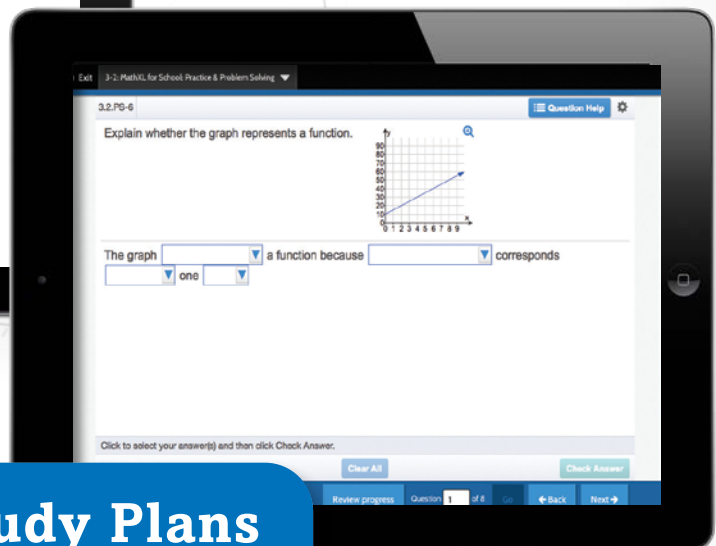 Exit 3-2: MathXL for School: Practice & Problem Solving
3.2.PS-6 Question Help
Explain whether the graph represents a function.
y
90
80
70
60
50
40
30
20
10
0
x
0 1 2 3 4 5 6 7 8 9
The graph a function because corresponds
one
Click to select your answer(s) and then click Check Answer.
Clear All Check Answer
Review progress Question 1 of 8 Go Back Next
udy Plans